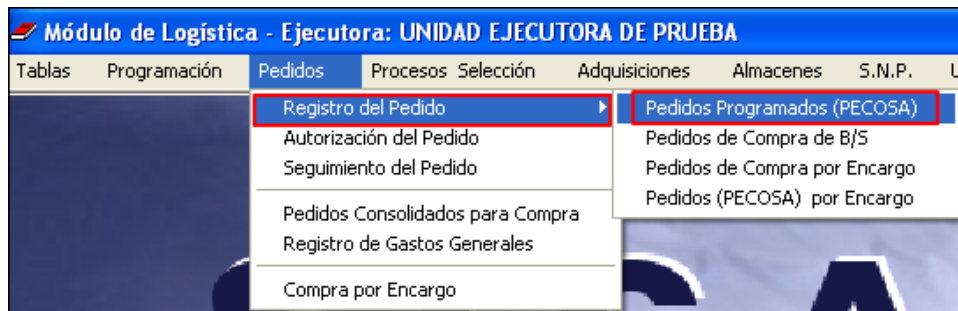 Módulo de Logística - Ejecutora: UNIDAD EJECUTORA DE PRUEBA
Tablas Programación Pedidos Procesos Selección Adquisiciones Almacenes S.N.P.
Registro del Pedido
Autorización del Pedido
Seguimiento del Pedido
Pedidos Consolidados para Compra
Registro de Gastos Generales
Compra por Encargo
Pedidos Programados (PECOSA)
Pedidos de Compra de B/S
Pedidos de Compra por Encargo
Pedidos (PECOSA) por Encargo